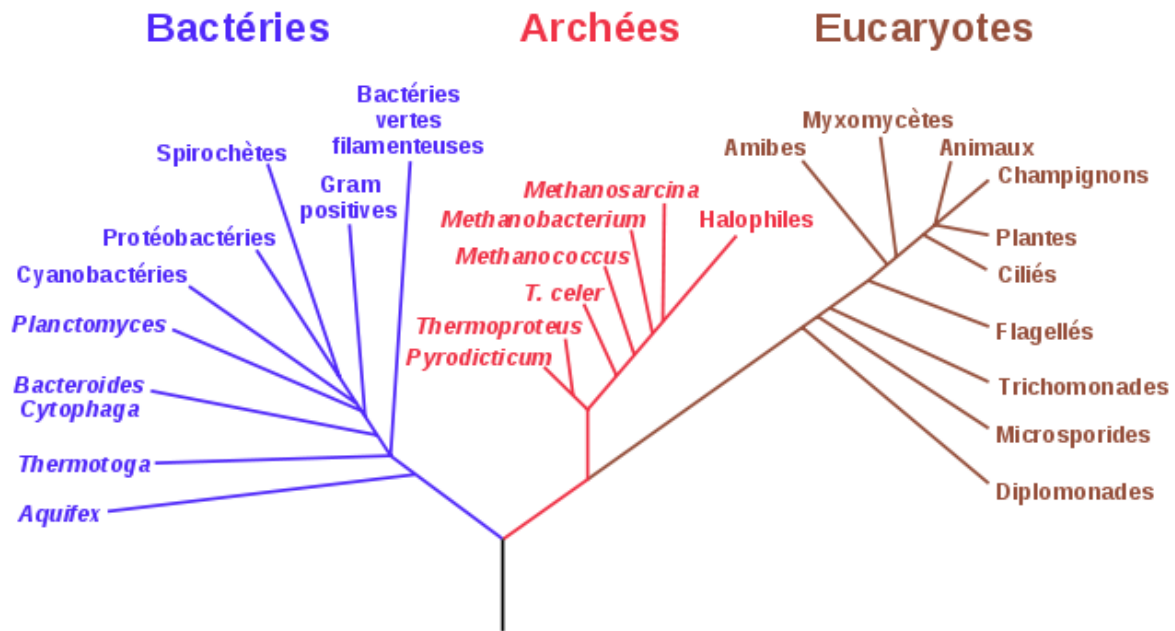 Bactéries
Archées
Eucaryotes
Bactéries
vertes
filamenteuses
Spirochètes
Gram
positives
Protéobactéries
Cyanobactéries
Planctomyces
Bacteroides
Cytophaga
Thermotoga
Aquifex
Methanosarcina
Methanobacterium
Halophiles
Methanococcus
T. celer
Thermoproteus
Pyrodicticum
Myxomycètes
Amibes
Animaux
Champignons
Plantes
Ciliés
Flagellés
Trichomonades
Microsporides
Diplomonades